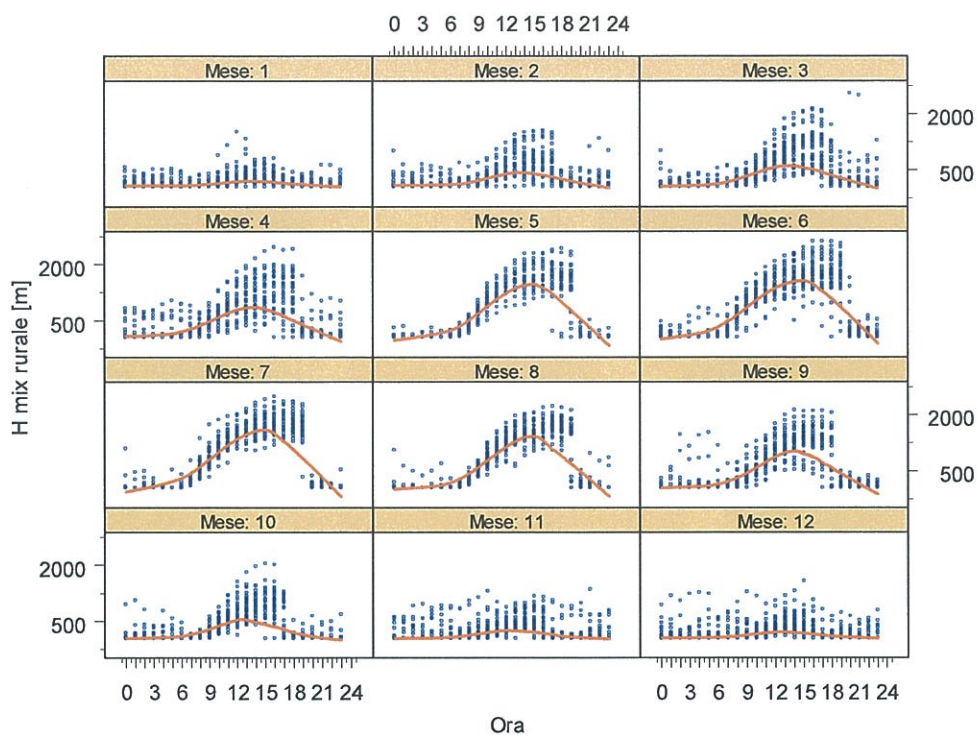 0 3 6 9 12 15 18 21 24
Mese: 1 Mese: 2 Mese: 3
2000
500
Mese: 4 Mese: 5 Mese: 6
2000
500
Mese: 7 Mese: 8 Mese: 9
2000
500
Mese: 10 Mese: 11 Mese: 12
2000
500
H mix rurale [m]
0 3 6 9 12 15 18 21 24 0 3 6 9 12 15 18 21 24
Ora